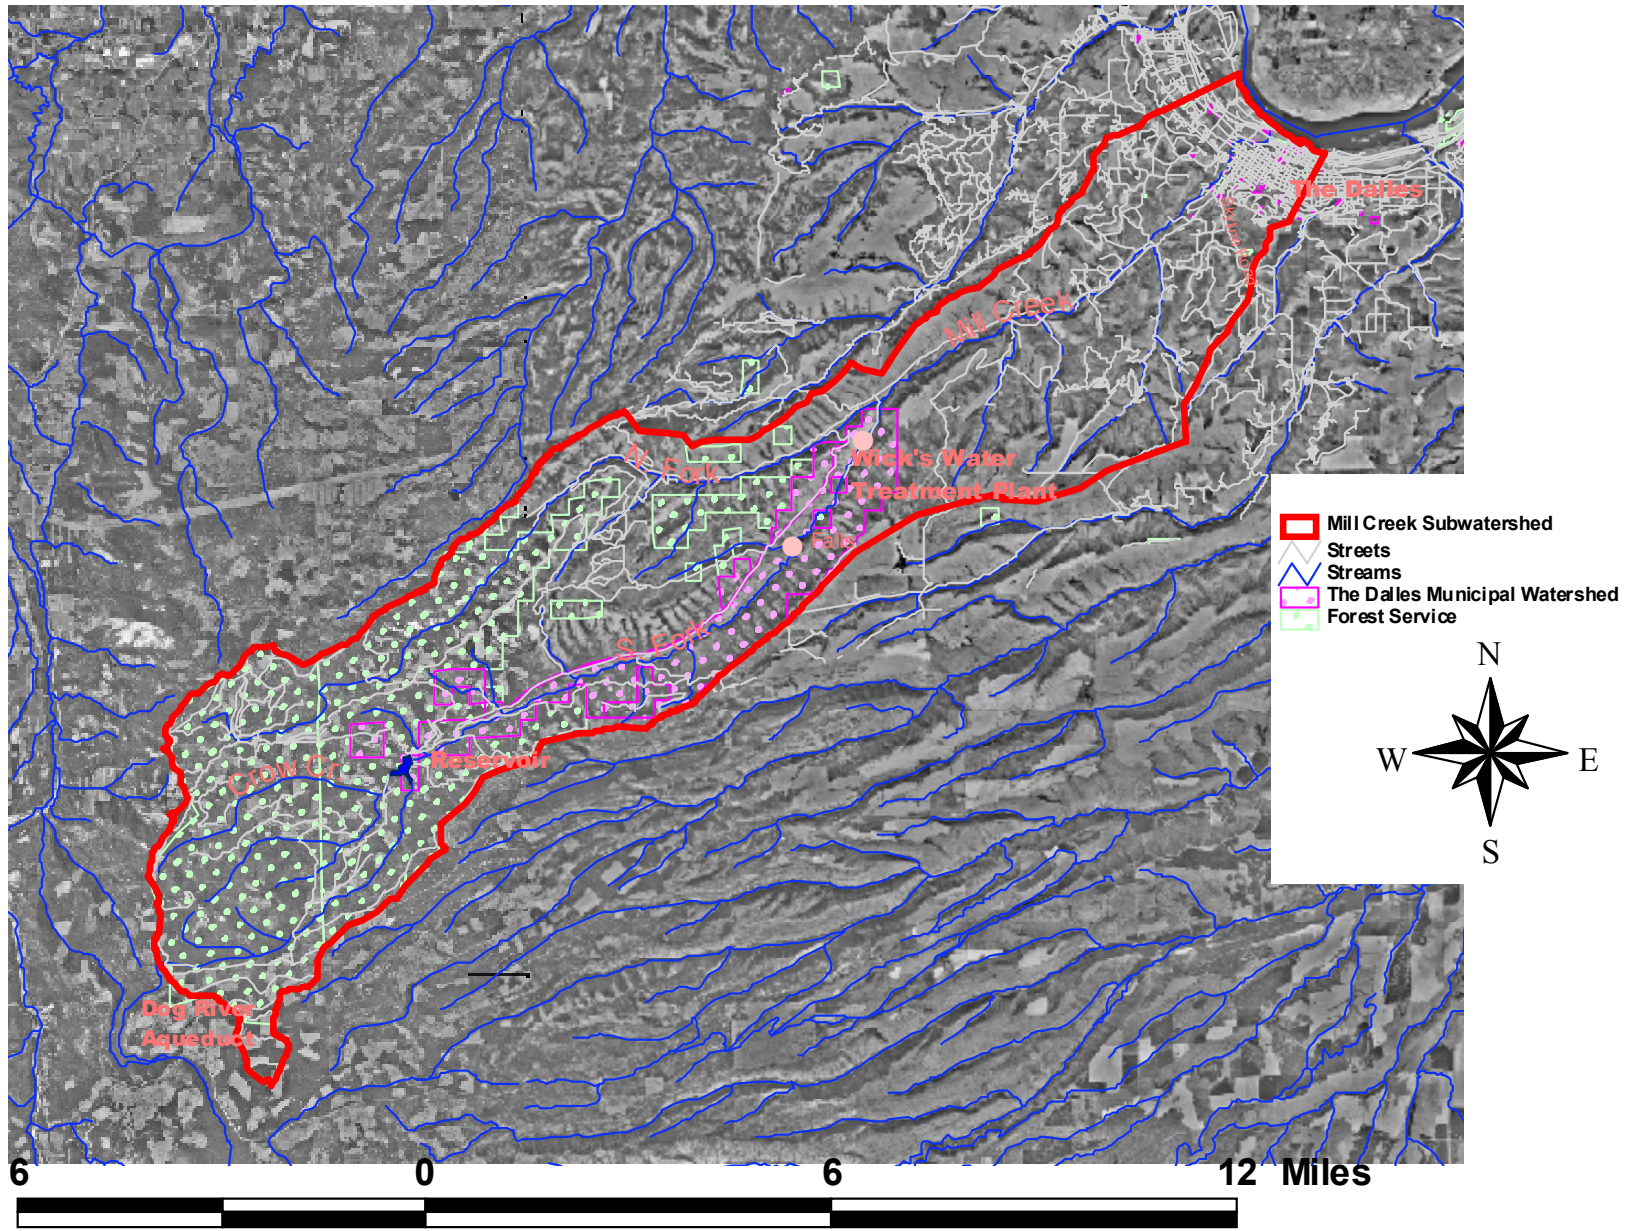 The Dalles
Mill Creek
N. Fork
Wick's Water
Treatment Plant
Falls
S. Fork
Reservoir
Crow Cr.
Dog River
Aqueduct
Mill Creek Subwatershed
Streets
Streams
The Dalles Municipal Watershed
Forest Service
N
W E
S
6 0 6 12 Miles